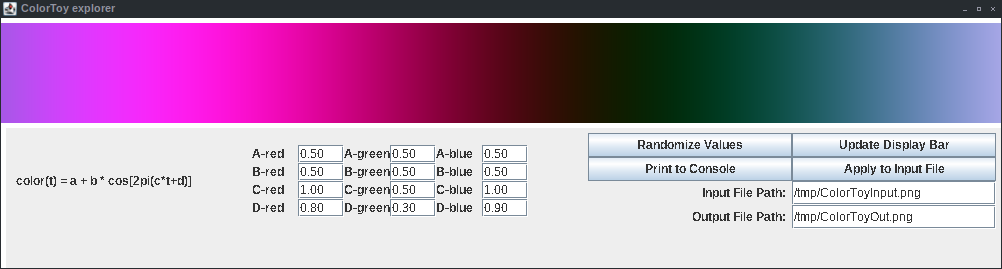 ColorToy explorer
color(t) = a + b * cos[2pi(c*t+d)]
A-red 0.50 A-green 0.50 A-blue 0.50
B-red 0.50 B-green 0.50 B-blue 0.50
C-red 1.00 C-green 0.50 C-blue 1.00
D-red 0.80 D-green 0.30 D-blue 0.90
Randomize Values Update Display Bar
Print to Console Apply to Input File
Input File Path: /tmp/ColorToyInput.png
Output File Path: /tmp/ColorToyOut.png